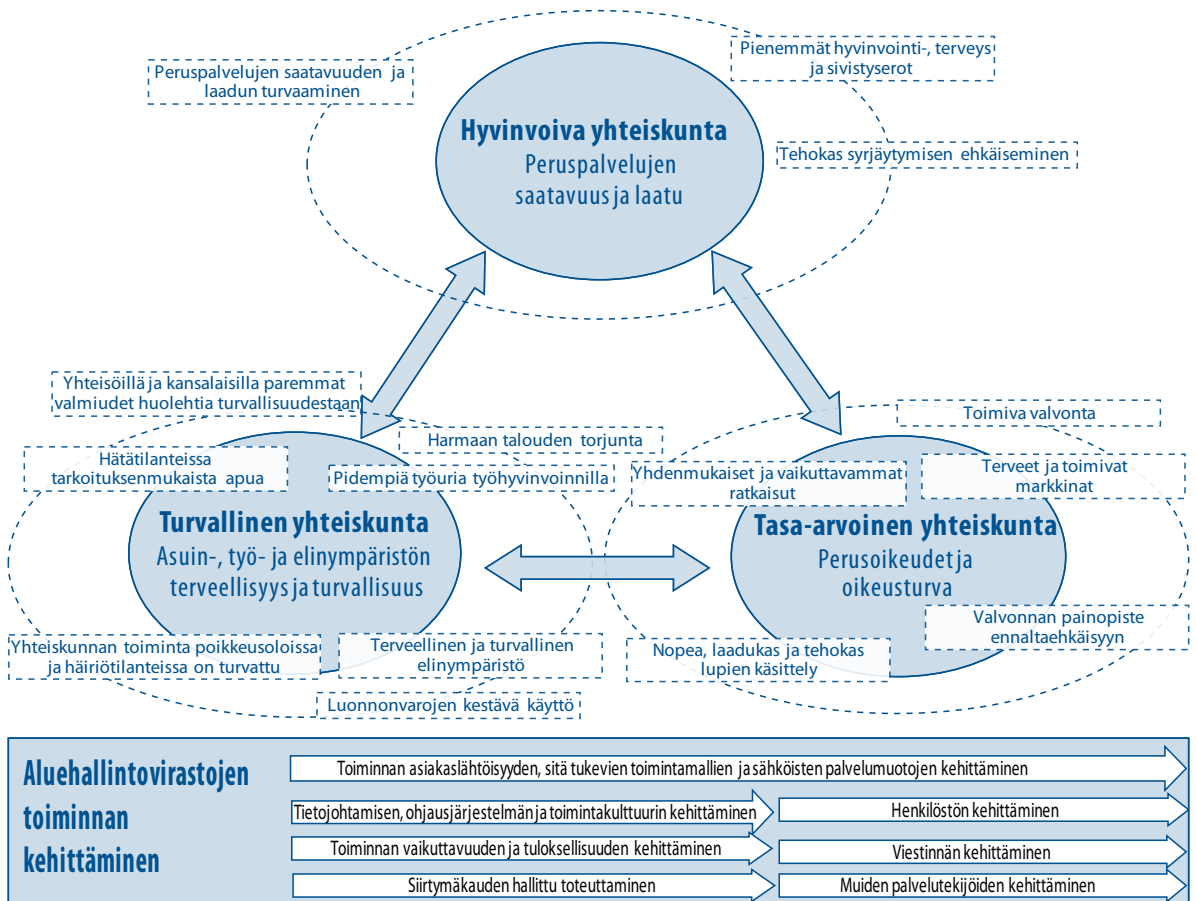 Peruspalvelujen saatavuuden ja
laadun turvaaminen
Pienemmät hyvinvointi-, terveys
ja sivistyserot
Hyvinvoiva yhteiskunta
Peruspalvelujen
saatavuus ja laatu
Tehokas syrjäytymisen ehkäiseminen
Yhteisöillä ja kansalaisilla paremmat
valmiudet huolehtia turvallisuudestaan
Hätätilanteissa
tarkoituksenmukaista apua
Harmaan talouden torjunta
Pidempiä työuria työhyvinvoinnilla
Turvallinen yhteiskunta
Asuin-, työ- ja elinympäristön
terveellisyys ja turvallisuus
Yhteiskunnan toiminta poikkeusoloissa
ja häiriötilanteissa on turvattu
Terveellinen ja turvallinen
elinympäristö
Luonnonvarojen kestävä käyttö
Toimiva valvonta
Yhdenmukaiset ja vaikuttavammat
ratkaisut
Terveet ja toimivat
markkinat
Tasa-arvoinen yhteiskunta
Perusoikeudet ja
oikeusturva
Valvonnan painopiste
ennaltaehkäisyyn
Nopea, laadukas ja tehokas
lupien käsittely
Aluehallintovirastojen
toiminnan
kehittäminen
Toiminnan asiakaslähtöisyyden, sitä tukevien toimintamallien ja sähköisten palvelumuotojen kehittäminen
Tietojohtamisen, ohjausjärjestelmän ja toimintakulttuurin kehittäminen
Henkilöstön kehittäminen
Toiminnan vaikuttavuuden ja tuloksellisuuden kehittäminen
Viestinnän kehittäminen
Siirtymäkauden hallittu toteuttaminen
Muiden palvelutekijöiden kehittäminen